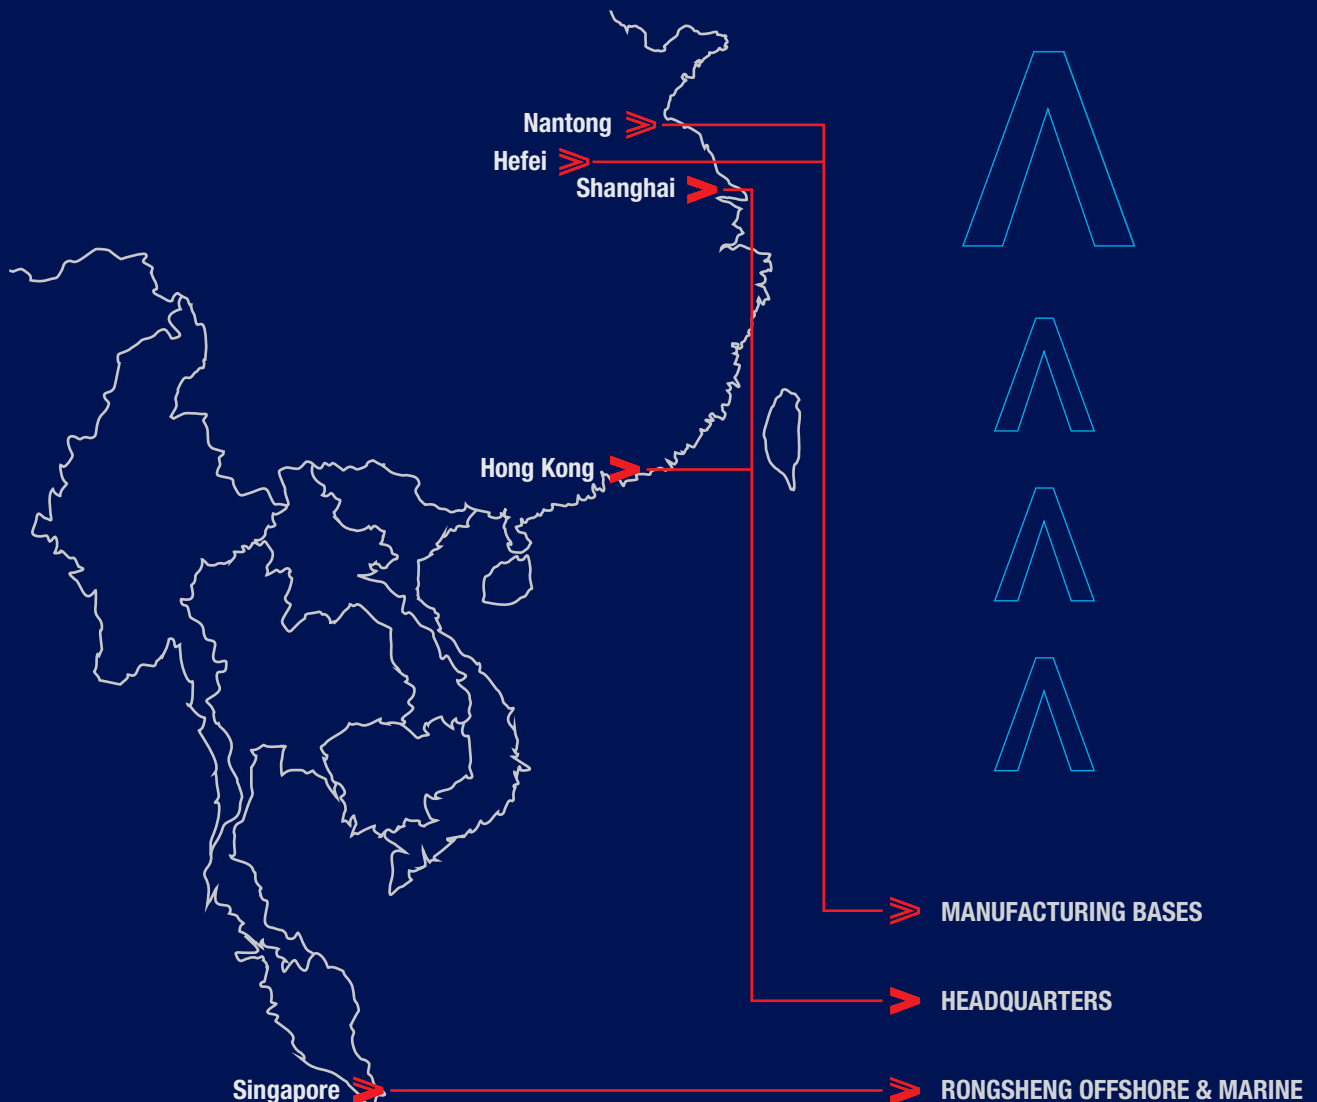 Nantong
Hefei
Shanghai
Hong Kong
MANUFACTURING BASES
HEADQUARTERS
Singapore
RONGSHENG OFFSHORE & MARINE